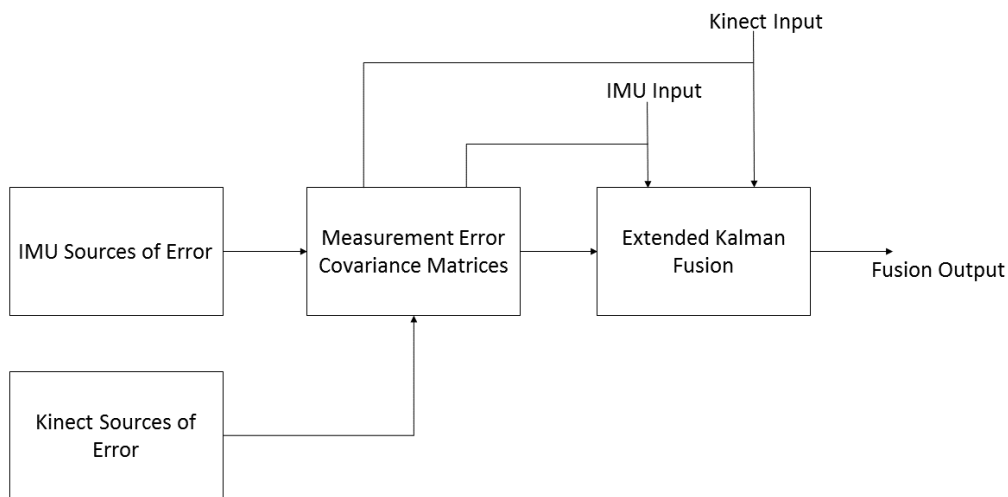 Kinect Input
IMU Input
IMU Sources of Error
Measurement Error
Covariance Matrices
Extended Kalman
Fusion
Fusion Output
Kinect Sources of
Error